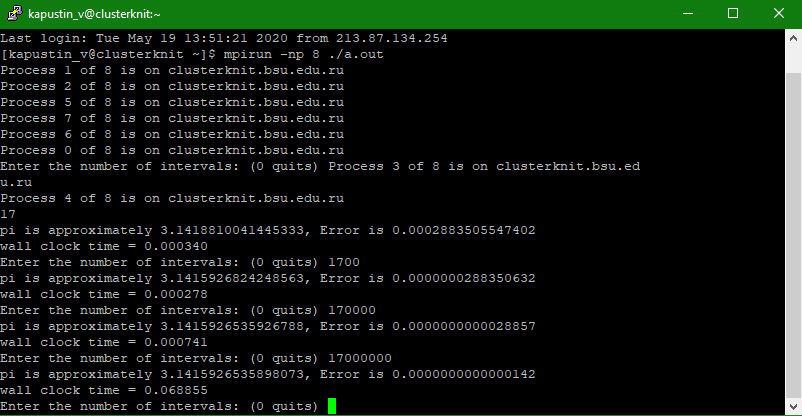 kapustin_v@clusterknit:~
Last login: Tue May 19 13:51:21 2020 from 213.87.134.254
[kapustin_v@clusterknit ~]$ mpirun -np 8 ./a.out
Process 1 of 8 is on clusterknit.bsu.edu.ru
Process 2 of 8 is on clusterknit.bsu.edu.ru
Process 5 of 8 is on clusterknit.bsu.edu.ru
Process 7 of 8 is on clusterknit.bsu.edu.ru
Process 6 of 8 is on clusterknit.bsu.edu.ru
Process 0 of 8 is on clusterknit.bsu.edu.ru
Enter the number of intervals: (0 quits) Process 3 of 8 is on clusterknit.bsu.ed
u.ru
Process 4 of 8 is on clusterknit.bsu.edu.ru
17
pi is approximately 3.1418810041445333, Error is 0.0002883505547402
wall clock time = 0.000340
Enter the number of intervals: (0 quits) 1700
pi is approximately 3.1415926824248563, Error is 0.0000000288350632
wall clock time = 0.000278
Enter the number of intervals: (0 quits) 170000
pi is approximately 3.1415926535926788, Error is 0.0000000000028857
wall clock time = 0.000741
Enter the number of intervals: (0 quits) 17000000
pi is approximately 3.1415926535898073, Error is 0.0000000000000142
wall clock time = 0.068855
Enter the number of intervals: (0 quits)